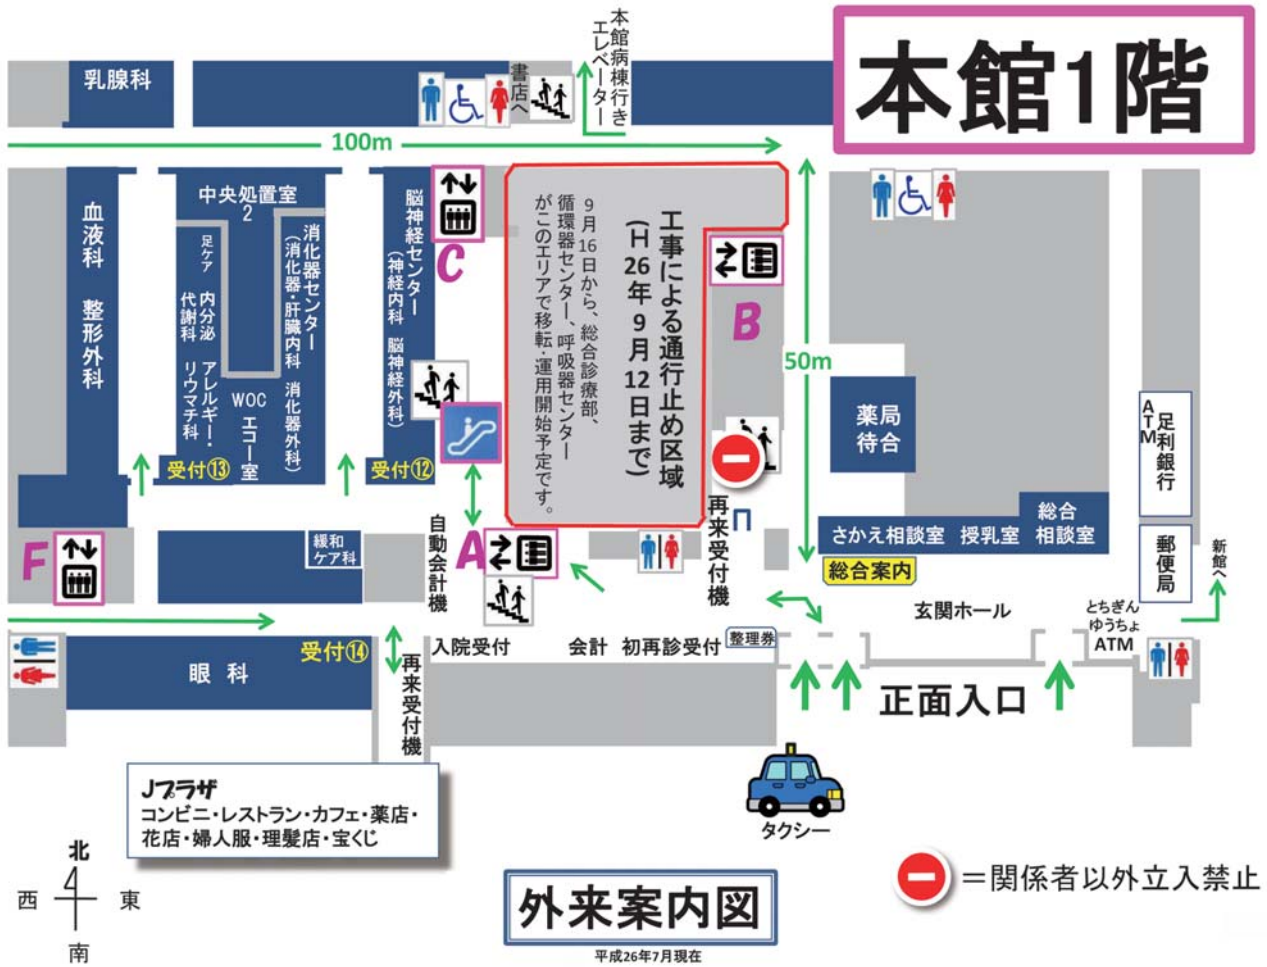 本館1階
本館病棟行き
エレベーター
書店へ
乳腺科
100m
血液科 整形外科
中央処置室
2
足ケア
内分泌
代謝科
アレルギー・
リウマチ科
WOC
エコー室
消化器センター
(消化器・肝臓内科 消化器外科)
受付⑬
脳神経センター
(神経内科 脳神経外科)
受付⑫
C
工事による通行止め区域
(H26年9月12日まで)
9月16日から、総合診療部、
循環器センター、呼吸器センター
がこのエリアで移転・運用開始予定です。
B
50m
薬局
待合
ATM
足利銀行
郵便局
新館へ
さかえ相談室 授乳室
総合
相談室
総合案内
再来受付機
自動会計機
A
F
緩和
ケア科
受付⑭
眼 科
再来受付機
入院受付 会計 初再診受付
整理券
玄関ホール
とちぎん
ゆうちょ
ATM
正面入口
タクシー
Jプラザ
コンビニ・レストラン・カフェ・薬店・
花店・婦人服・理髪店・宝くじ
北
西 東
南
外来案内図
平成26年7月現在
=関係者以外立入禁止